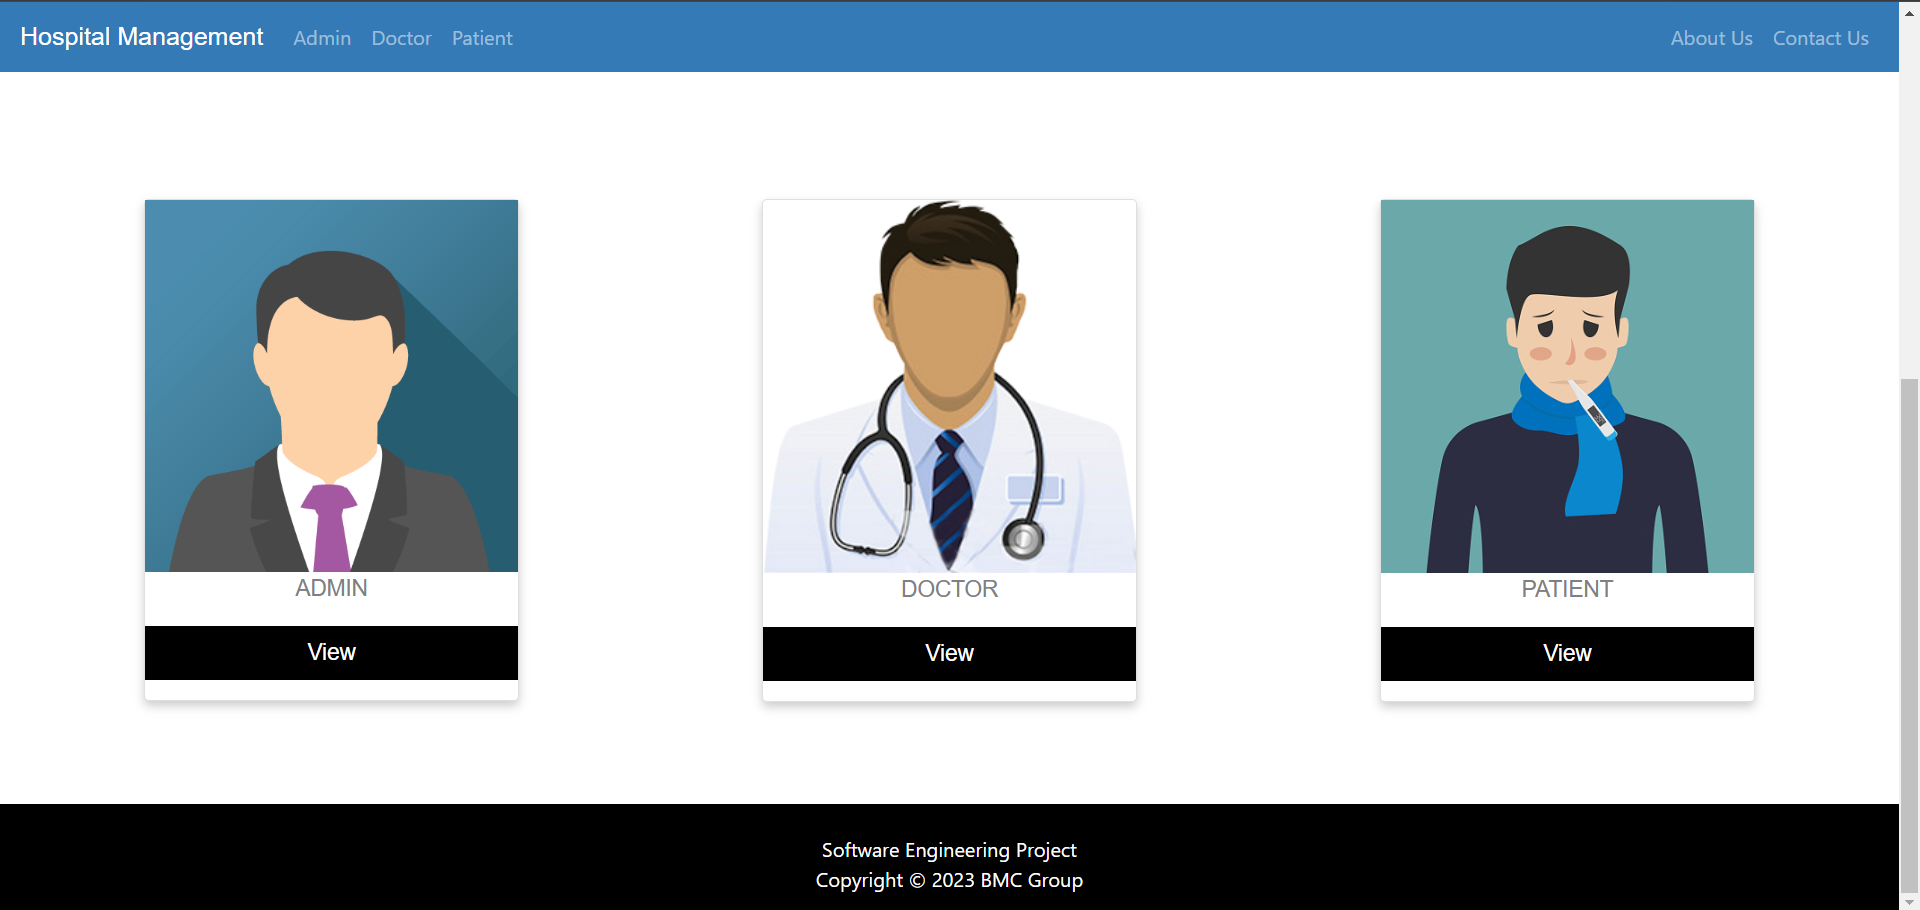 Hospital Management Admin Doctor Patient About Us Contact Us
ADMIN
View
DOCTOR
View
PATIENT
View
Software Engineering Project
Copyright © 2023 BMC Group